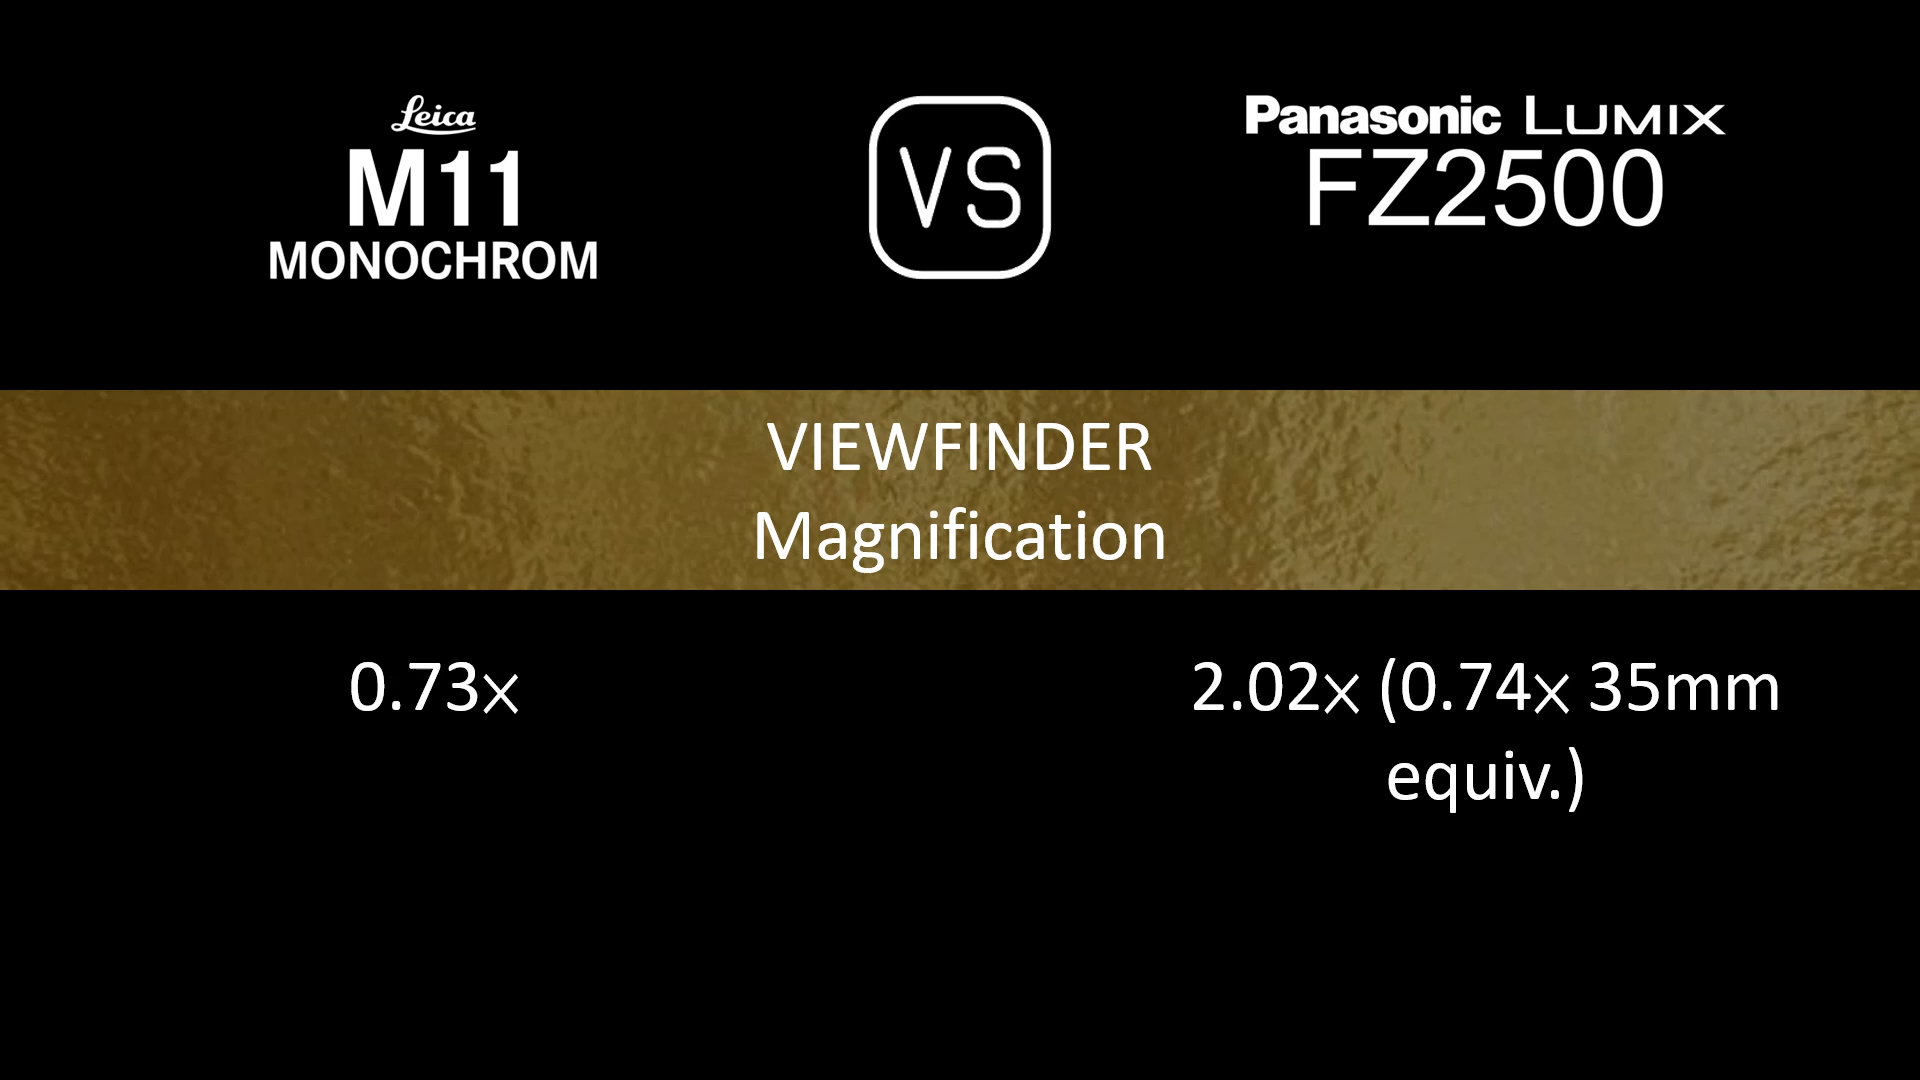 Leica
M11
MONOCHROM
VS
Panasonic LUMIX
FZ2500
VIEWFINDER
Magnification
0.73x
2.02x (0.74x 35mm
equiv.)